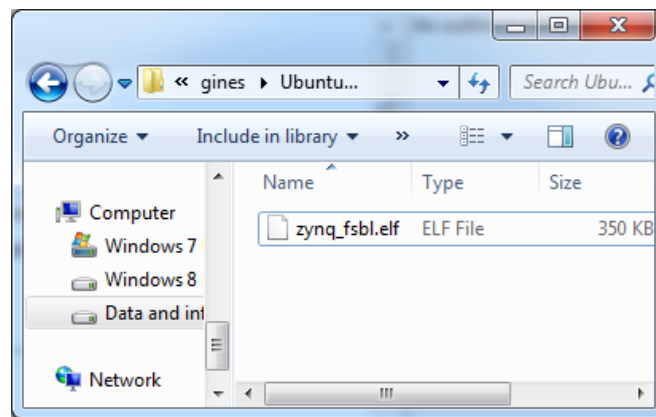 « gines ▸ Ubuntu... Search Ubu...
Organize Include in library »
Name Type Size
zynq_fsbl.elf ELF File 350 KB
Computer
Windows 7
Windows 8
Data and inf
Network